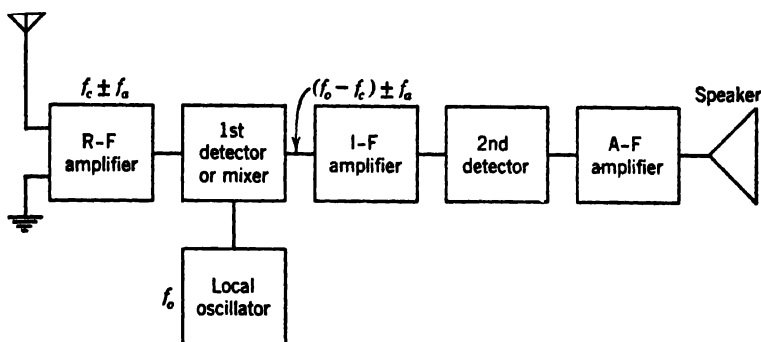 f_c ± f_a
(f_o − f_c) ± f_a
Speaker
R-F
amplifier
1st
detector
or mixer
I-F
amplifier
2nd
detector
A-F
amplifier
f_o
Local
oscillator